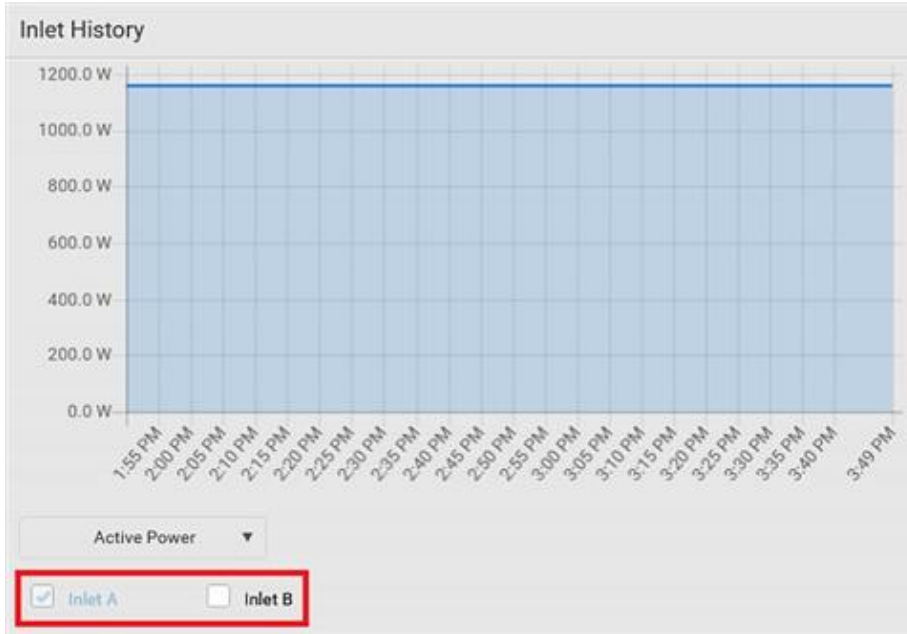 Inlet History
1200.0 W
1000.0 W
800.0 W
600.0 W
400.0 W
200.0 W
0.0 W
1:55 PM 2:00 PM 2:05 PM 2:10 PM 2:15 PM 2:20 PM 2:25 PM 2:30 PM 2:35 PM 2:40 PM 2:45 PM 2:50 PM 2:55 PM 3:00 PM 3:05 PM 3:10 PM 3:15 PM 3:20 PM 3:25 PM 3:30 PM 3:35 PM 3:40 PM 3:49 PM
Active Power
Inlet A Inlet B